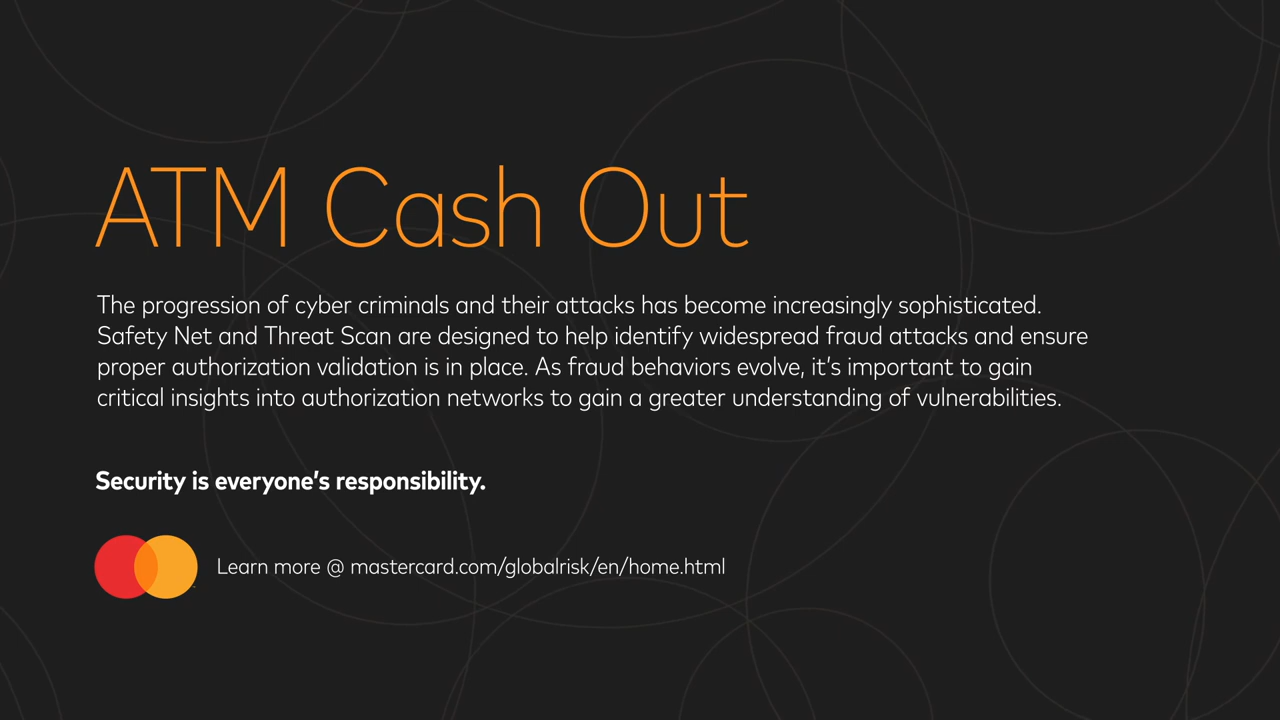 ATM Cash Out
The progression of cyber criminals and their attacks has become increasingly sophisticated.
Safety Net and Threat Scan are designed to help identify widespread fraud attacks and ensure
proper authorization validation is in place. As fraud behaviors evolve, it's important to gain
critical insights into authorization networks to gain a greater understanding of vulnerabilities.
Security is everyone's responsibility.
Learn more @ mastercard.com/globalrisk/en/home.html